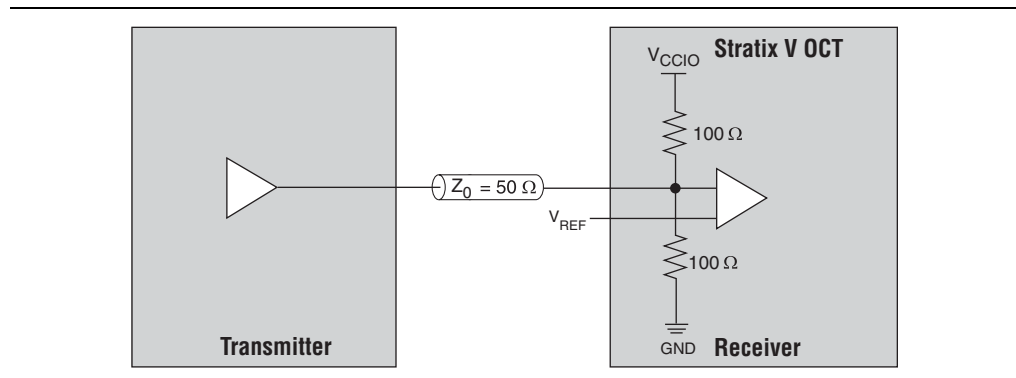 Stratix V OCT
VCCIO
100 Ω
Z0 = 50 Ω
VREF
100 Ω
GND
Transmitter
Receiver